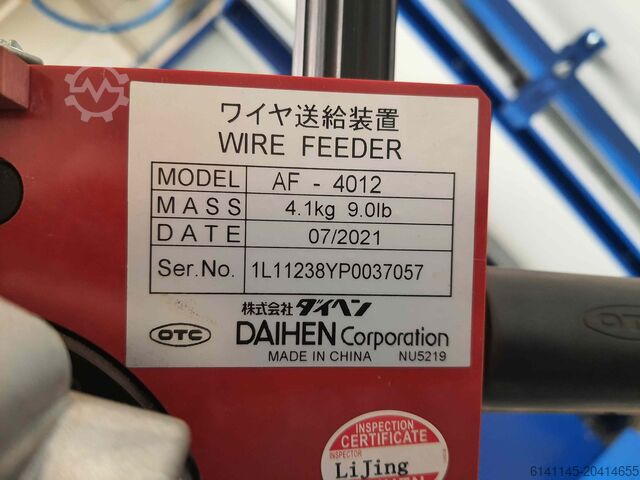 ワイヤ送給装置
WIRE FEEDER
MODEL AF - 4012
MASS 4.1kg 9.0lb
DATE 07/2021
Ser.No. 1L11238YP0037057
株式会社ダイヘン
OTC DAIHEN Corporation
MADE IN CHINA NU5219
OTC
INSPECTION
CERTIFICATE
INSPECTOR
LiJing
6141145-20414655